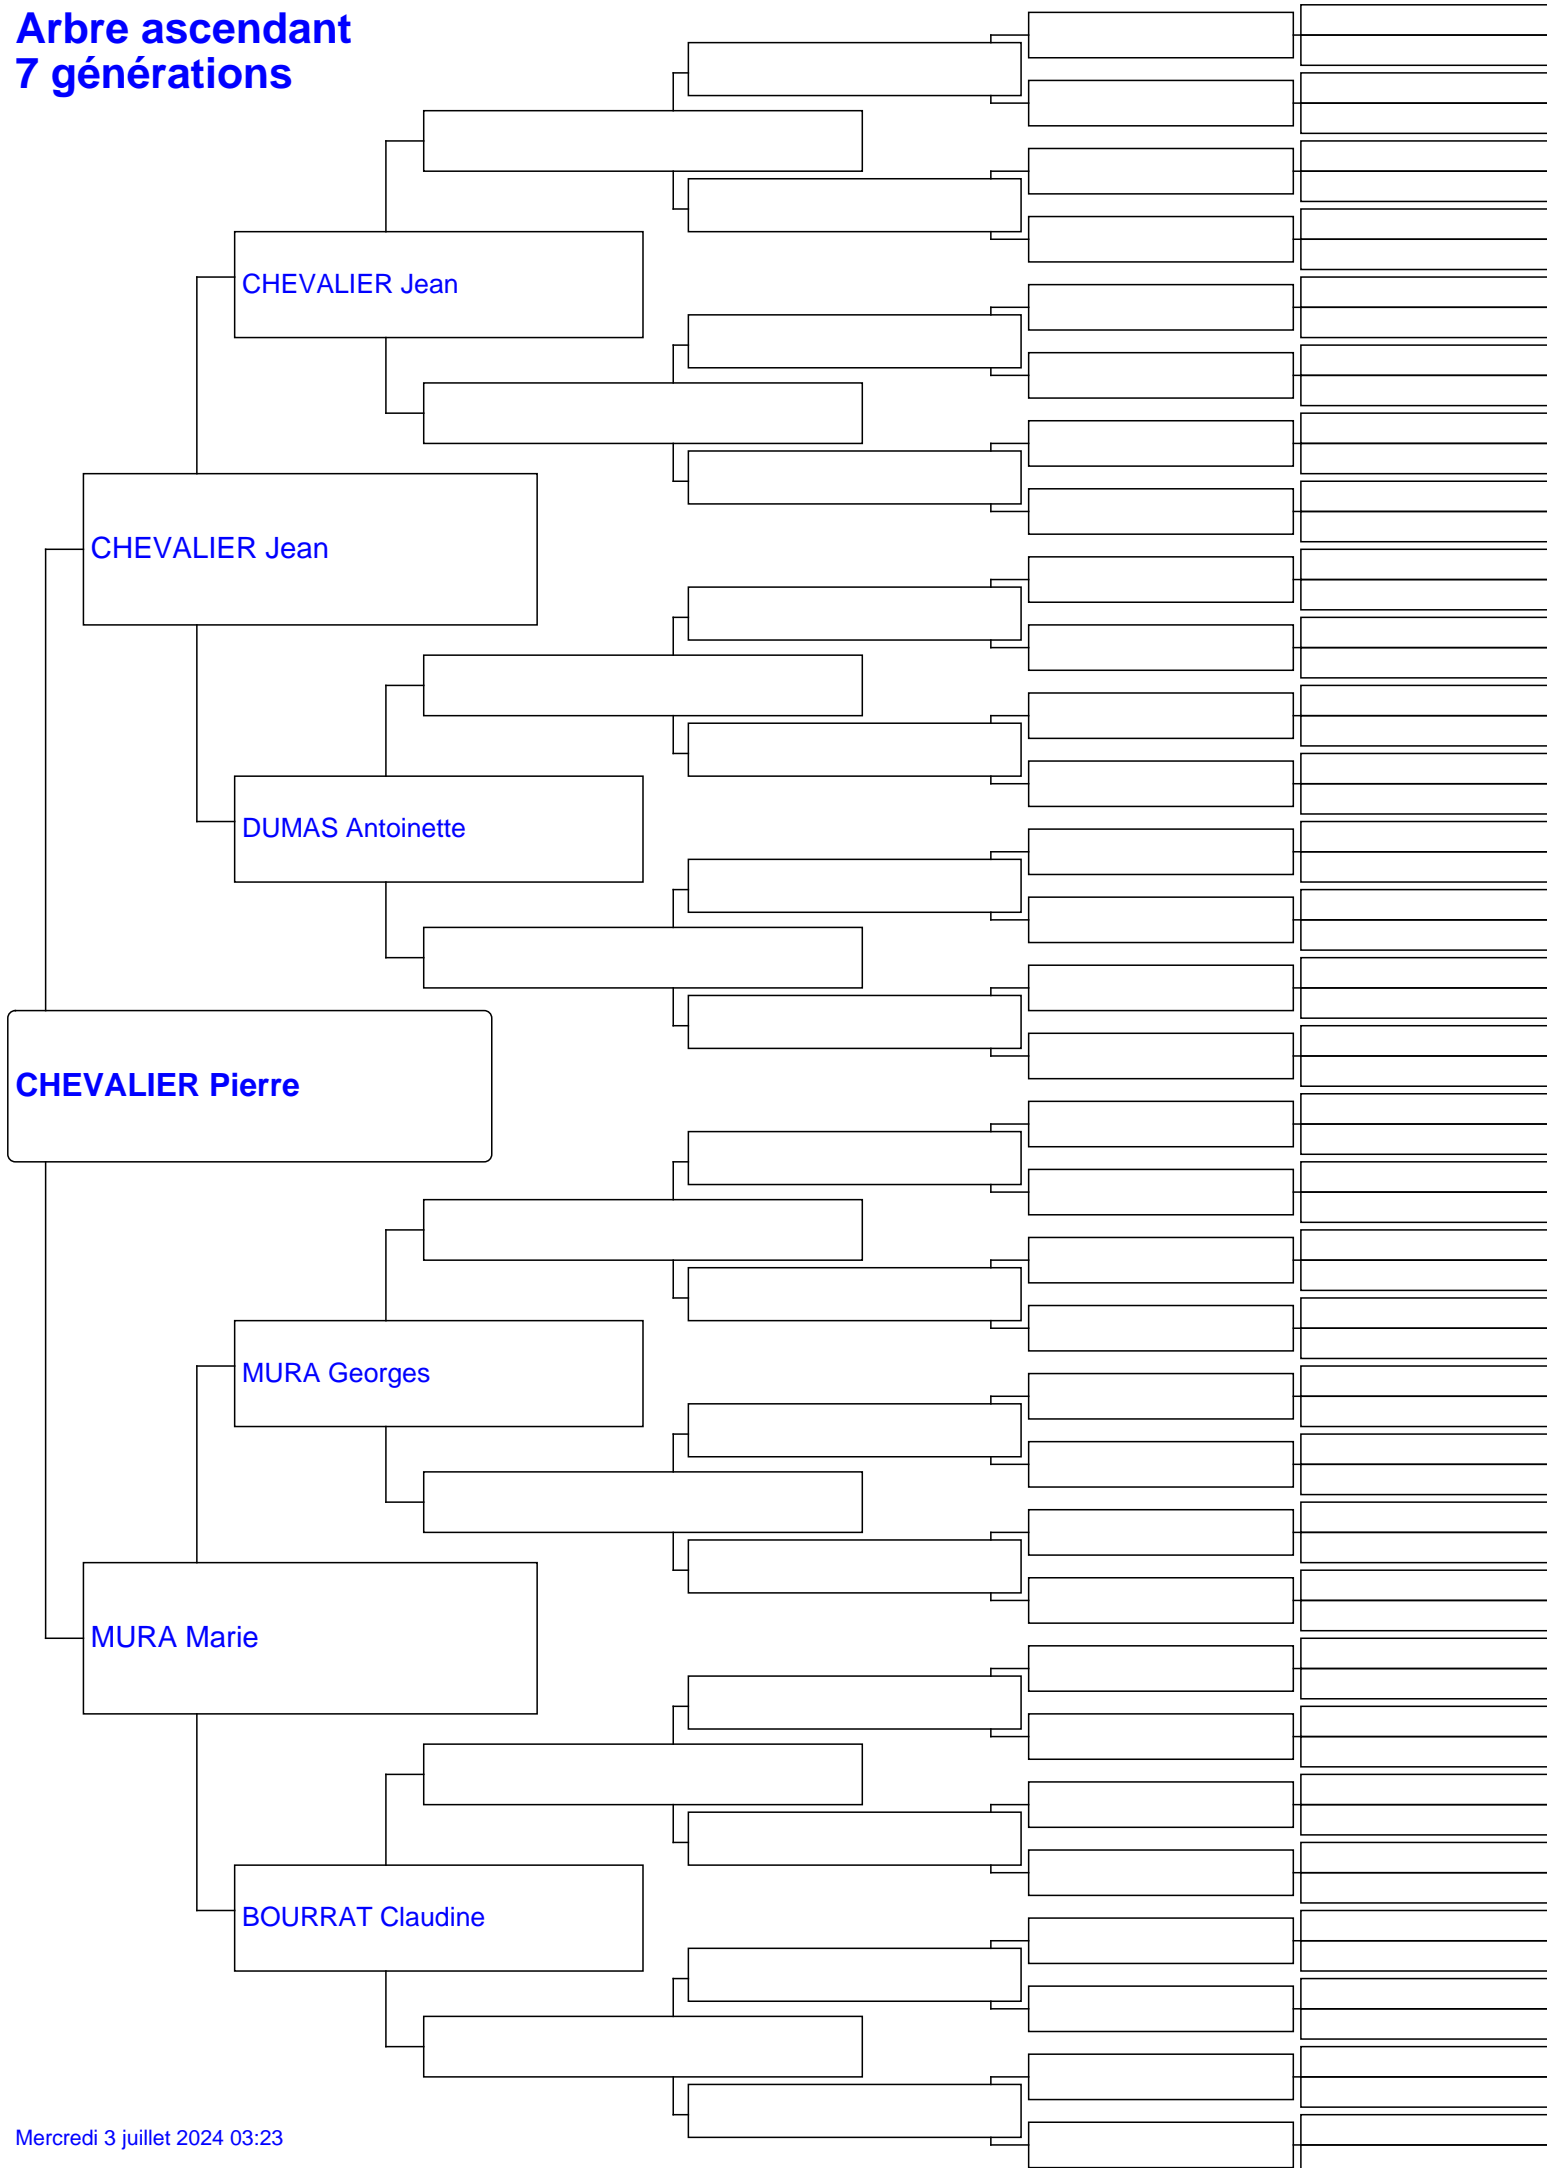 Arbre ascendant
7 générations
CHEVALIER Jean
CHEVALIER Jean
DUMAS Antoinette
CHEVALIER Pierre
MURA Georges
MURA Marie
BOURRAT Claudine
Mercredi 3 juillet 2024 03:23